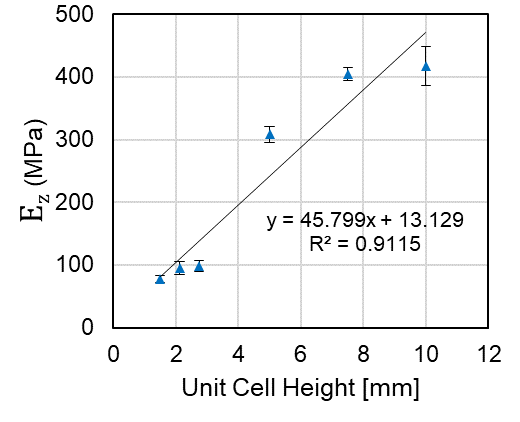 500
400
300
200
100
0
E_z (MPa)
y = 45.799x + 13.129
R² = 0.9115
0 2 4 6 8 10 12
Unit Cell Height [mm]